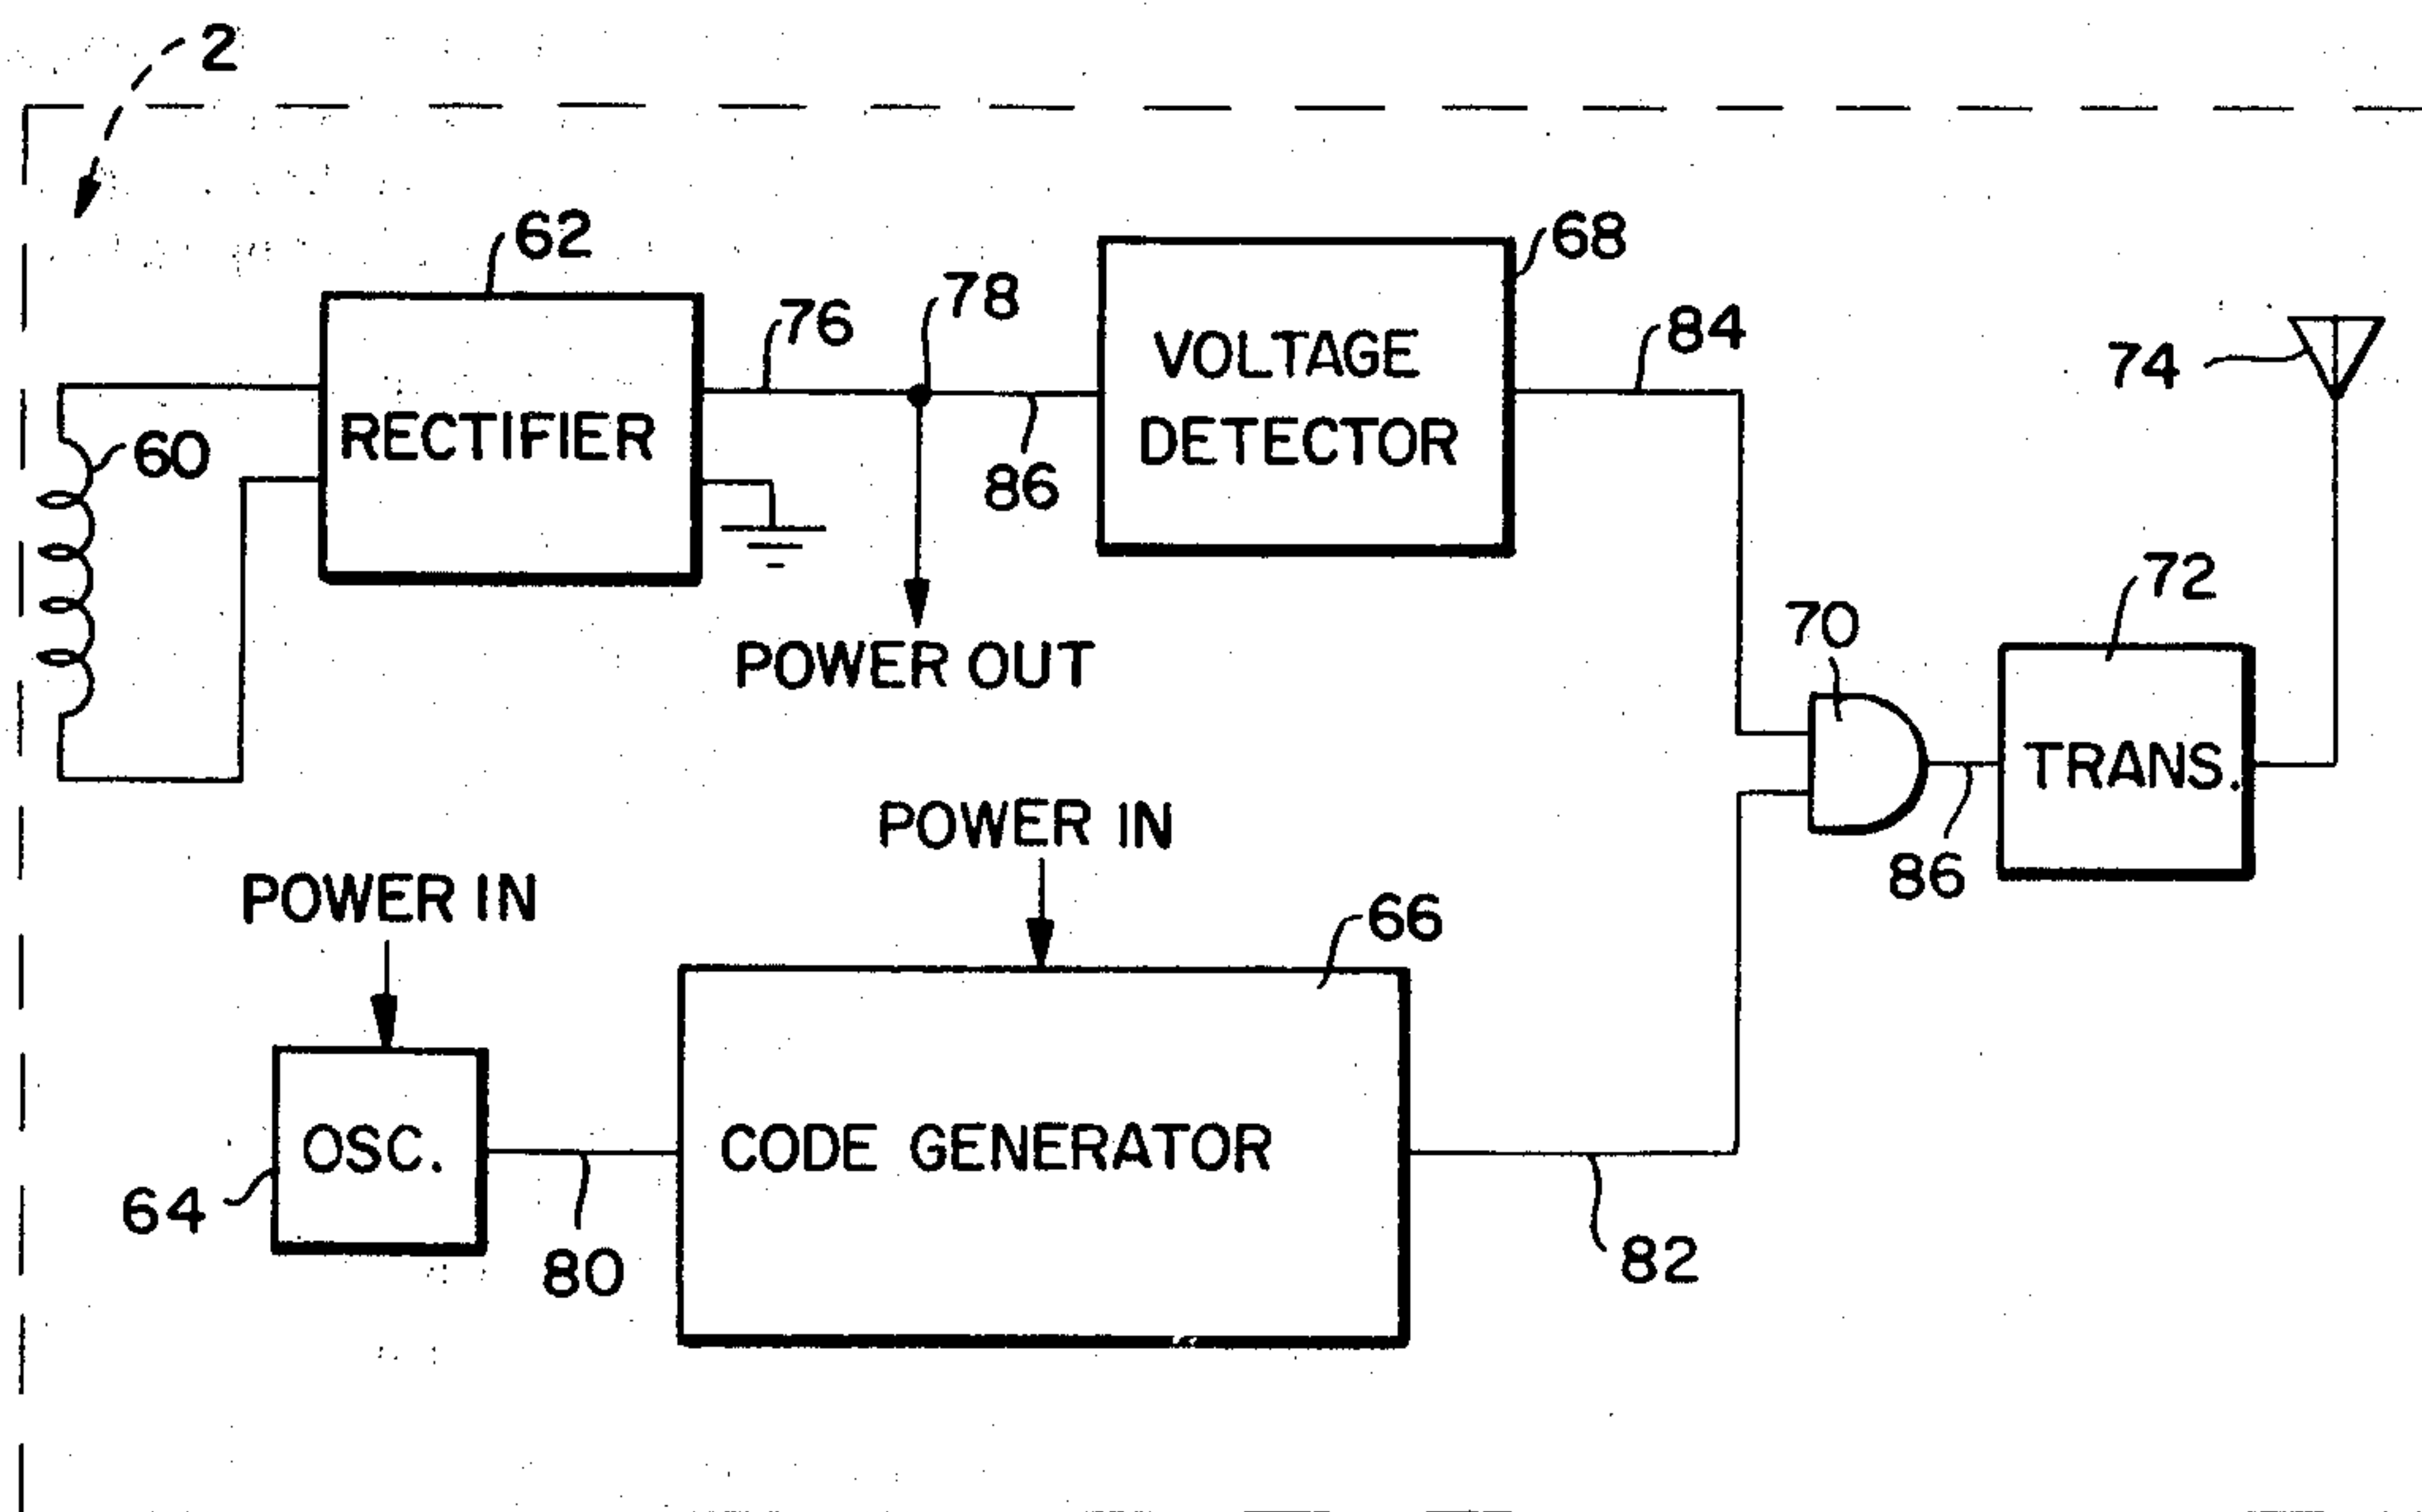 2
62
68
78
76
84
74
VOLTAGE
DETECTOR
RECTIFIER
60
86
72
70
POWER OUT
TRANS.
POWER IN
86
POWER IN
66
OSC.
CODE GENERATOR
64
80
82